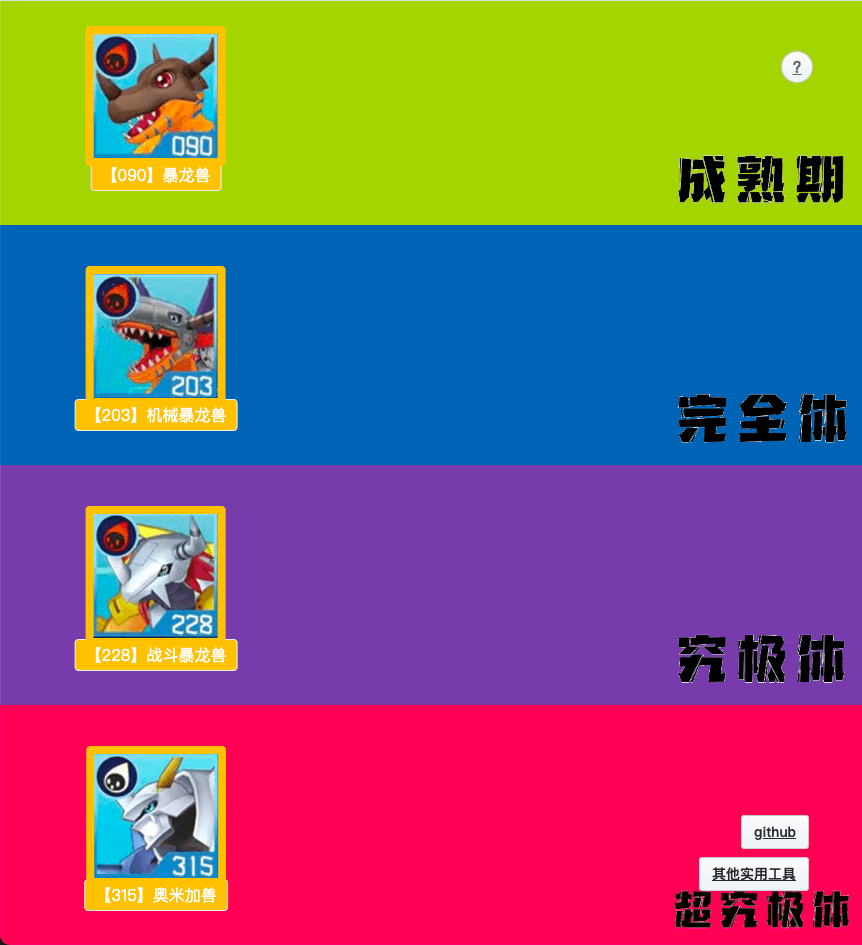 090
【090】暴龙兽
?
成熟期
203
【203】机械暴龙兽
完全体
228
【228】战斗暴龙兽
究极体
315
【315】奥米加兽
github
其他实用工具
超究极体